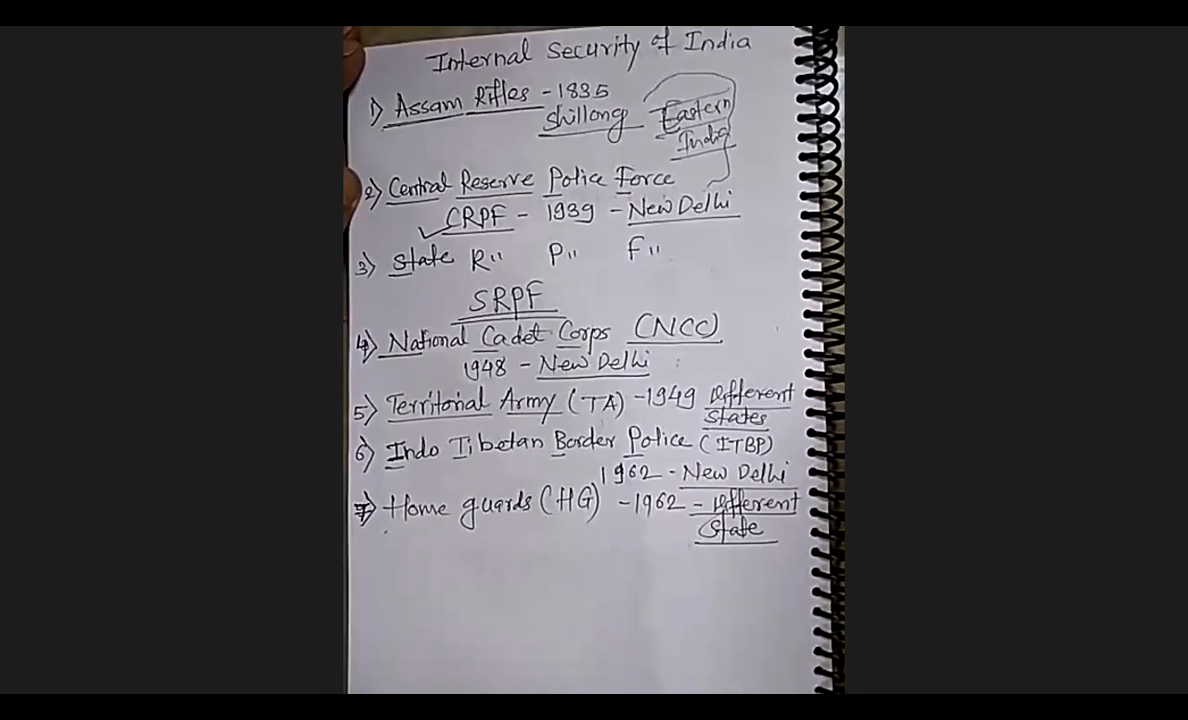 Internal Security of India
1) Assam Rifles - 1835
Shillong Eastern
India
2) Central Reserve Police Force
CRPF - 1939 - New Delhi
3) State R" P" F"
SRPF
4) National Cadet Corps (NCC)
1948 - New Delhi
5) Territorial Army (TA) - 1949 Different
States
6) Indo Tibetan Border Police (ITBP)
1962 - New Delhi
7) Home guards (HG) - 1962 - Different
State